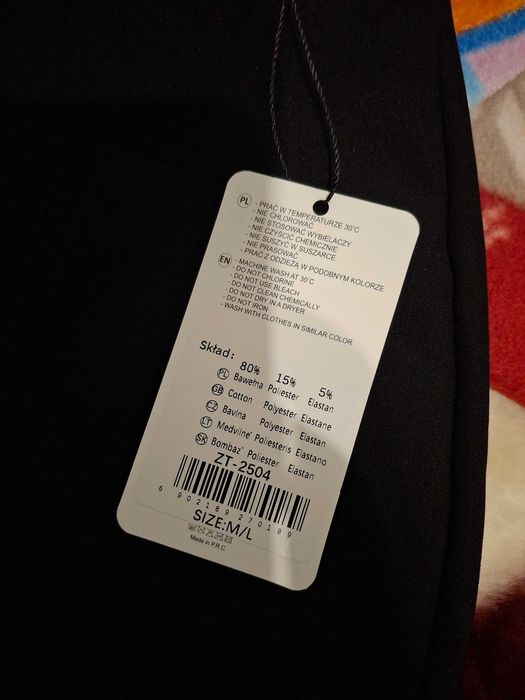 PL
- PRAĆ W TEMPERATURZE 30°C
- NIE CHLOROWAĆ
- NIE STOSOWAĆ WYBIELACZY
- NIE CZYŚCIĆ CHEMICZNIE
- NIE SUSZYĆ W SUSZARCE
- NIE PRASOWAĆ
- PRAĆ Z ODZIEŻĄ W PODOBNYM KOLORZE
EN
- MACHINE WASH AT 30°C
- DO NOT CHLORINE
- DO NOT USE BLEACH
- DO NOT CLEAN CHEMICALLY
- DO NOT DRY IN A DRYER
- DO NOT IRON
- WASH WITH CLOTHES IN SIMILAR COLOR
Skład: 80% 15% 5%
PL Bawełna Poliester Elastan
GB Cotton Polyester Elastane
CZ Bavlna Polyester Elastan
LT Medvilnė Poliesteris Elastano
SK Bombaz Poliester Elastan
ZT-2504
6 902189 270189
SIZE:M/L
Made in P.R.C